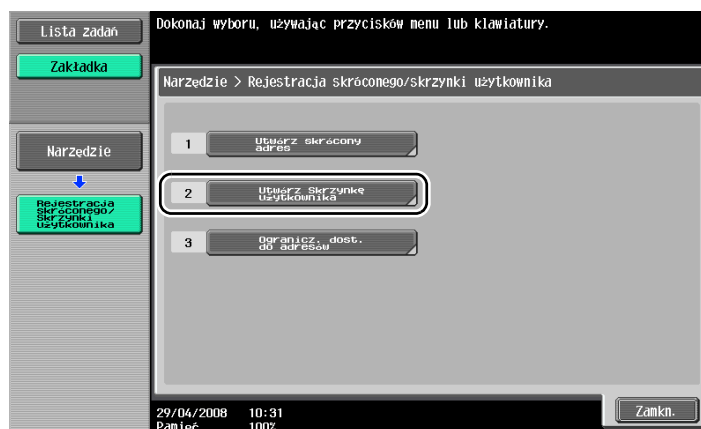 Lista zadań
Dokonaj wyboru, używając przycisków menu lub klawiatury.
Zakładka
Narzędzie > Rejestracja skróconego/skrzynki użytkownika
Narzędzie
Rejestracja
skróconego/
Skrzynki
użytkownika
1 Utwórz skrócony
adres
2 Utwórz Skrzynkę
Użytkownika
3 Ogranicz. dost.
do adresów
29/04/2008 10:31
Pamięć 100%
Zamkn.